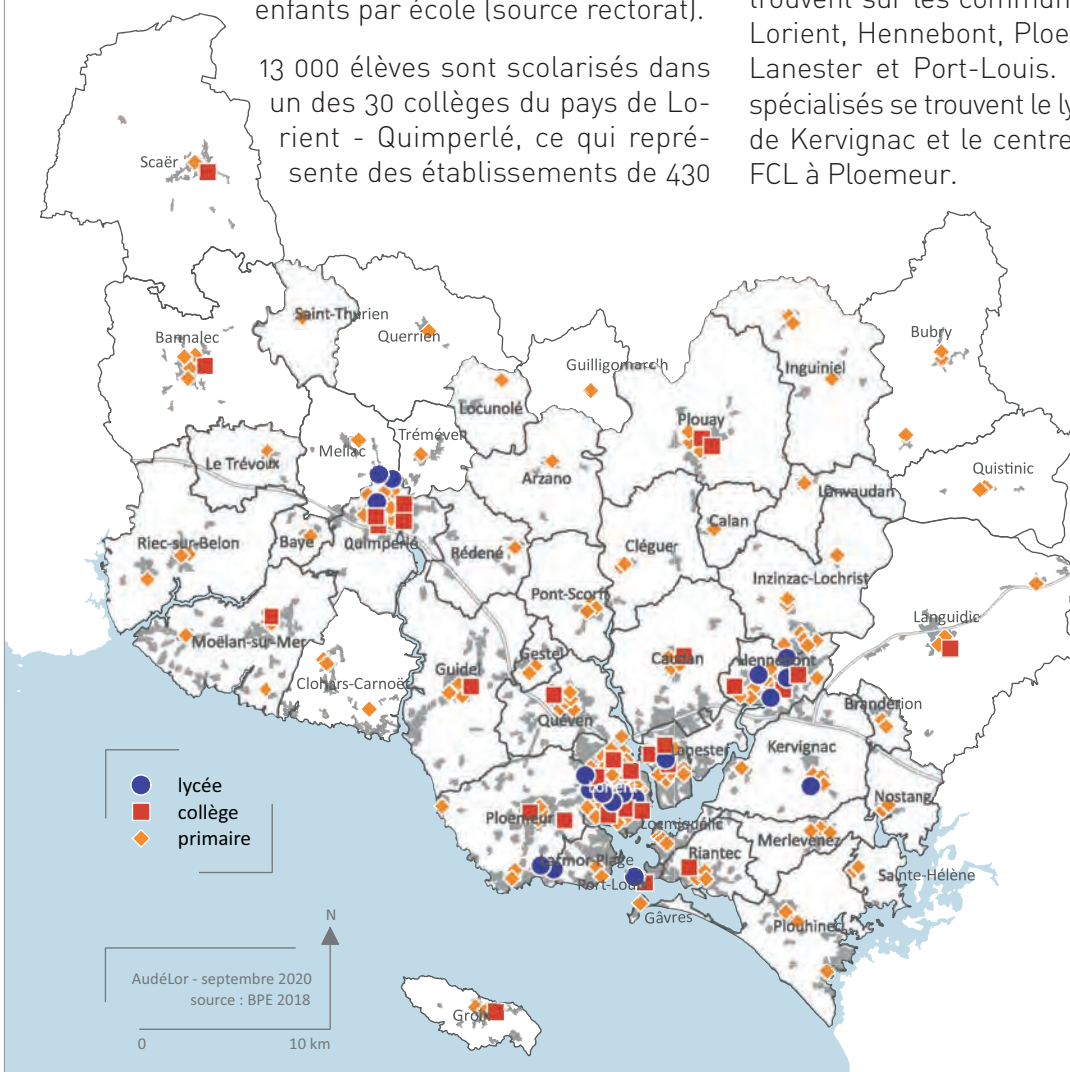 enfants par école (source rectorat).
13 000 élèves sont scolarisés dans
un des 30 collèges du pays de Lo-
rient - Quimperlé, ce qui repré-
sente des établissements de 430
Lorient, Hennebont, Ploe
Lanester et Port-Louis.
spécialisés se trouvent le ly
de Kervignac et le centre
FCL à Ploemeur.
Scaër
Saint-Thurien
Querrien
Bannalec
Guilligomarc'h
Bubry
Inguiniel
Locunolé
Plouay
Tréméven
Mellac
Le Trévoux
Arzano
Quistinic
Lanvaudan
Calan
Riec-sur-Belon
Baye
Quimperlé
Rédené
Cléguer
Inzinzac-Lochrist
Pont-Scorff
Languidic
Moëlan-sur-Mer
Clohars-Carnoët
Guidel
Gestel
Caudan
Hennebont
Brandérion
Quéven
Kervignac
Lanester
Lorient
Nostang
Ploemeur
Locmiquélic
Merlevenez
Riantec
Larmor-Plage
Port-Louis
Sainte-Hélène
Gâvres
Plouhinec
Groix
lycée
collège
primaire
N
AudéLor - septembre 2020
source : BPE 2018
0 10 km